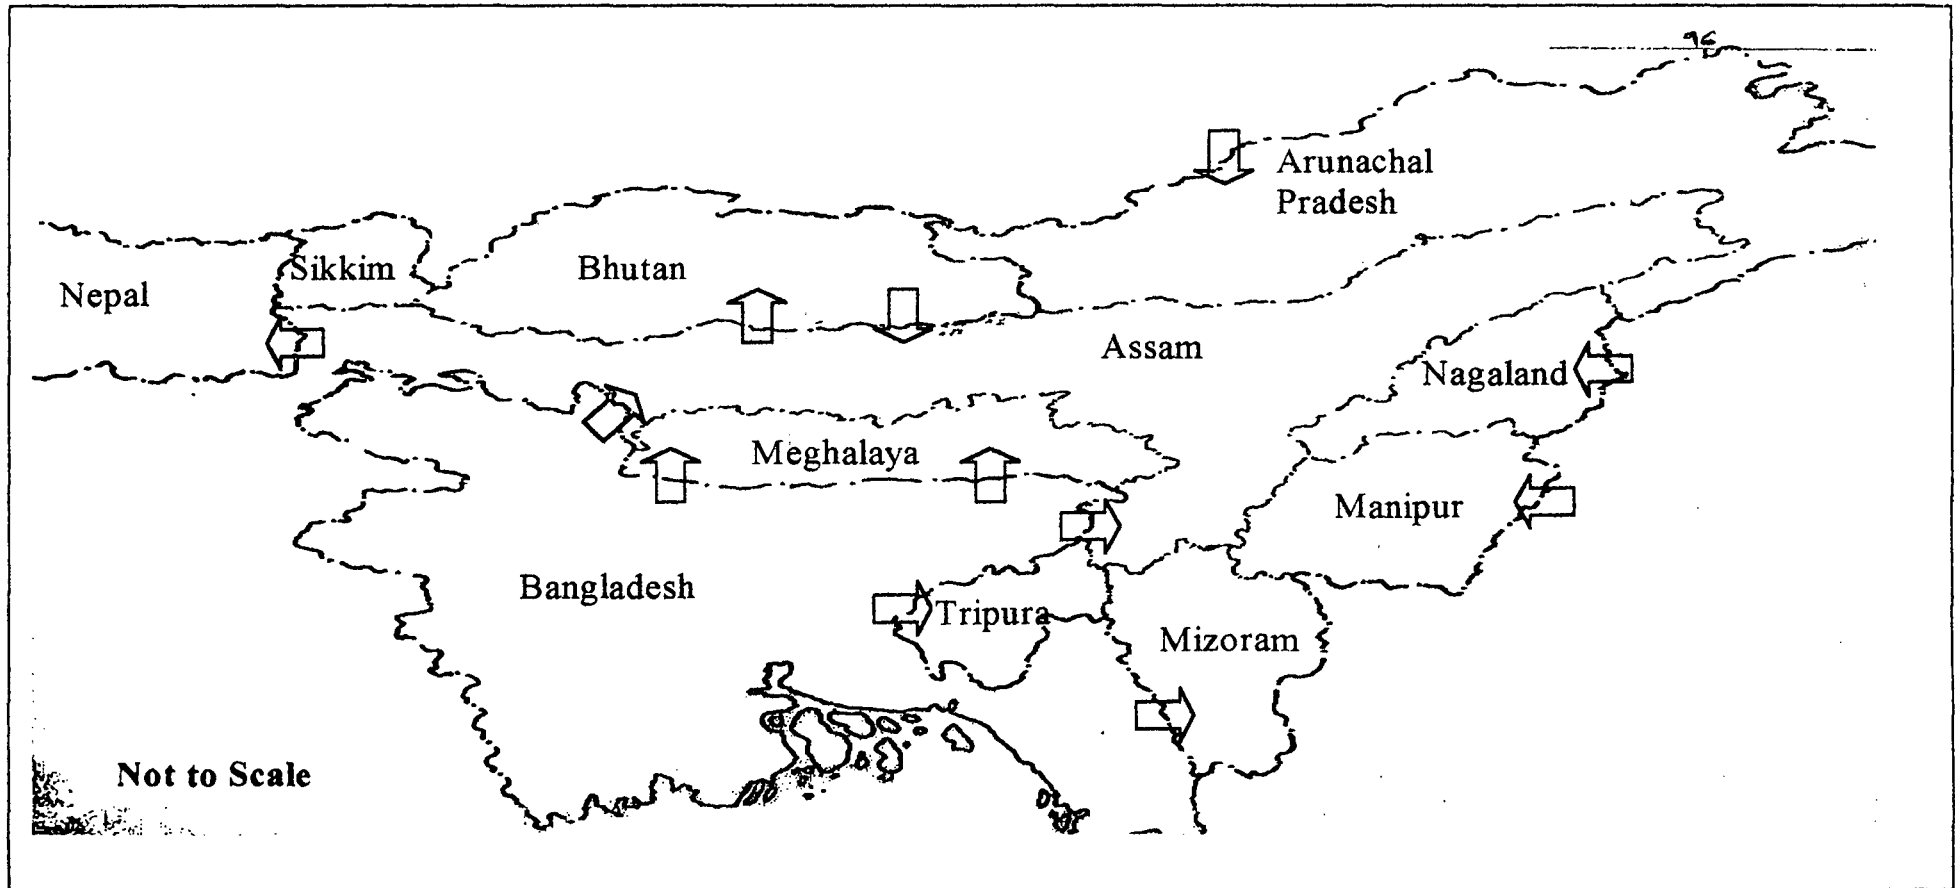 Arunachal
Pradesh
Sikkim
Bhutan
Nepal
Assam
Nagaland
Meghalaya
Manipur
Bangladesh
Tripura
Mizoram
Not to Scale